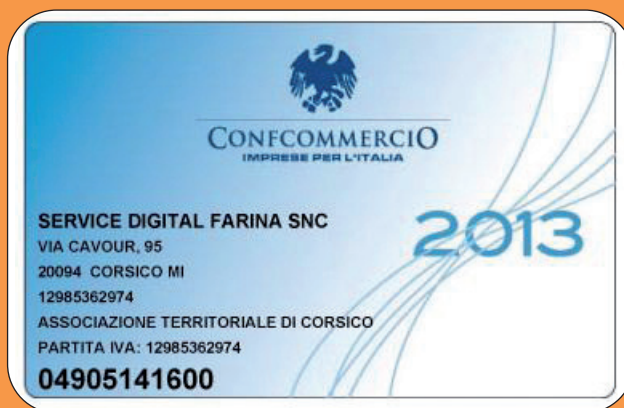 CONFCOMMERCIO
IMPRESE PER L'ITALIA
2013
SERVICE DIGITAL FARINA SNC
VIA CAVOUR, 95
20094 CORSICO MI
12985362974
ASSOCIAZIONE TERRITORIALE DI CORSICO
PARTITA IVA: 12985362974
04905141600